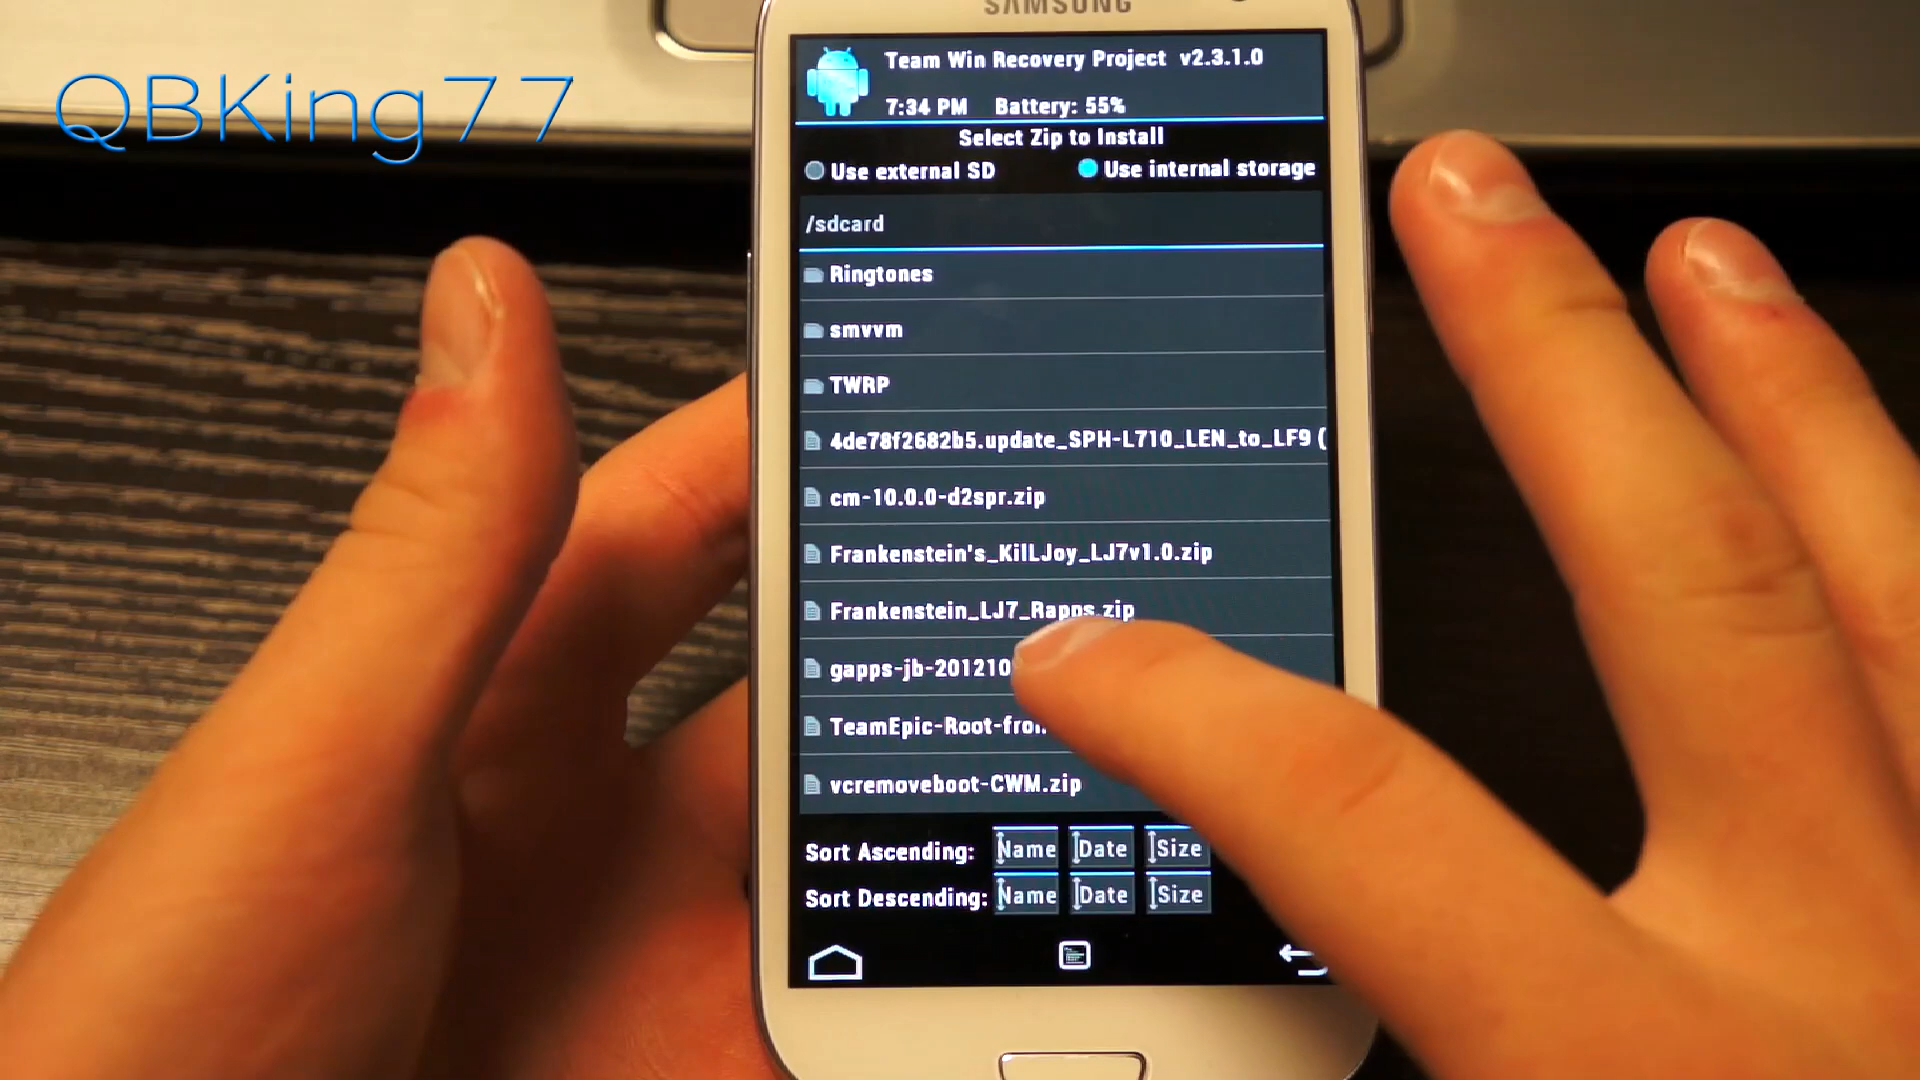 SAMSUNG
QBKing77
Team Win Recovery Project v2.3.1.0
7:34 PM Battery: 55%
Select Zip to Install
Use external SD Use internal storage
/sdcard
Ringtones
smvvm
TWRP
4de78f2682b5.update_SPH-L710_LEN_to_LF9 (
cm-10.0.0-d2spr.zip
Frankenstein's_KilLJoy_LJ7v1.0.zip
Frankenstein_LJ7_Rapps.zip
gapps-jb-201210
TeamEpic-Root-from
vcremoveboot-CWM.zip
Sort Ascending: Name Date Size
Sort Descending: Name Date Size